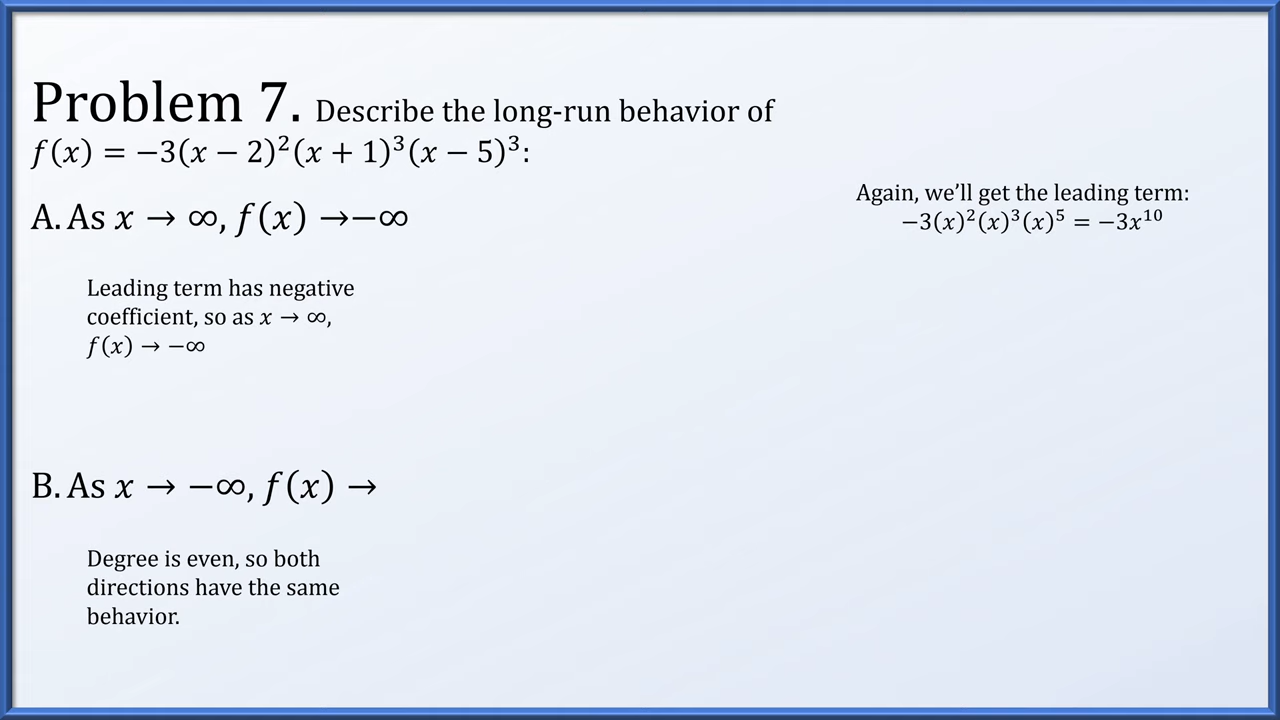 Problem 7. Describe the long-run behavior of
f(x) = −3(x − 2)²(x + 1)³(x − 5)³:
Again, we’ll get the leading term:
−3(x)²(x)³(x)⁵ = −3x¹⁰
A. As x → ∞, f(x) →−∞
Leading term has negative
coefficient, so as x → ∞,
f(x) → −∞
B. As x → −∞, f(x) →
Degree is even, so both
directions have the same
behavior.